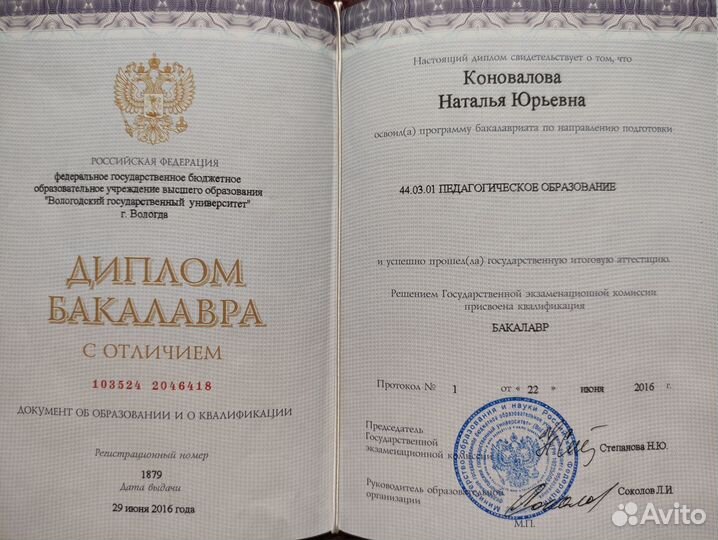 РОССИЙСКАЯ ФЕДЕРАЦИЯ
федеральное государственное бюджетное
образовательное учреждение высшего образования
"Вологодский государственный университет"
г. Вологда
ДИПЛОМ
БАКАЛАВРА
С ОТЛИЧИЕМ
103524 2046418
ДОКУМЕНТ ОБ ОБРАЗОВАНИИ И О КВАЛИФИКАЦИИ
Регистрационный номер
1879
Дата выдачи
29 июня 2016 года
Настоящий диплом свидетельствует о том, что
Коновалова
Наталья Юрьевна
освоил(а) программу бакалавриата по направлению подготовки
44.03.01 ПЕДАГОГИЧЕСКОЕ ОБРАЗОВАНИЕ
и успешно прошел(ла) государственную итоговую аттестацию.
Решением Государственной экзаменационной комиссии
присвоена квалификация
БАКАЛАВР
Протокол № 1 от « 22 » июня 2016 г.
Председатель
Государственной
экзаменационной комиссии Степанова Н.Ю.
Руководитель образовательной
организации Соколов Л.И.
М.П.
Avito